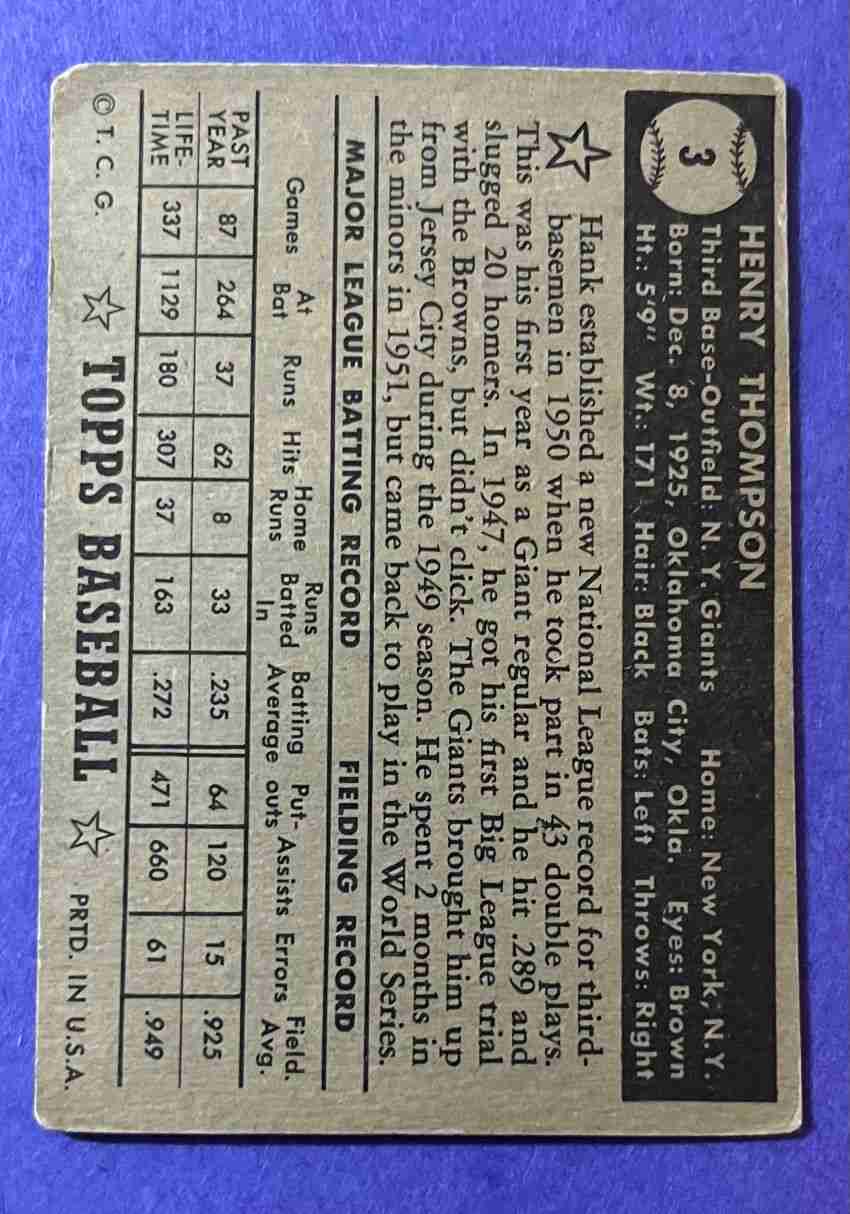 3
HENRY THOMPSON
Third Base-Outfield: N. Y. Giants Home: New York, N. Y.
Born: Dec. 8, 1925, Oklahoma City, Okla. Eyes: Brown
Ht.: 5'9" Wt.: 171 Hair: Black Bats: Left Throws: Right
Hank established a new National League record for third-
basemen in 1950 when he took part in 43 double plays.
This was his first year as a Giant regular and he hit .289 and
slugged 20 homers. In 1947, he got his first Big League trial
with the Browns, but didn't click. The Giants brought him up
from Jersey City during the 1949 season. He spent 2 months in
the minors in 1951, but came back to play in the World Series.
MAJOR LEAGUE BATTING RECORD FIELDING RECORD
Games At Bat Runs Hits Home Runs Runs Batted In Batting Average Put-outs Assists Errors Field. Avg.
PAST YEAR 87 264 37 62 8 33 .235 64 120 15 .925
LIFE-TIME 337 1129 180 307 37 163 .272 471 660 61 .949
© T. C. G. TOPPS BASEBALL PRTD. IN U.S.A.